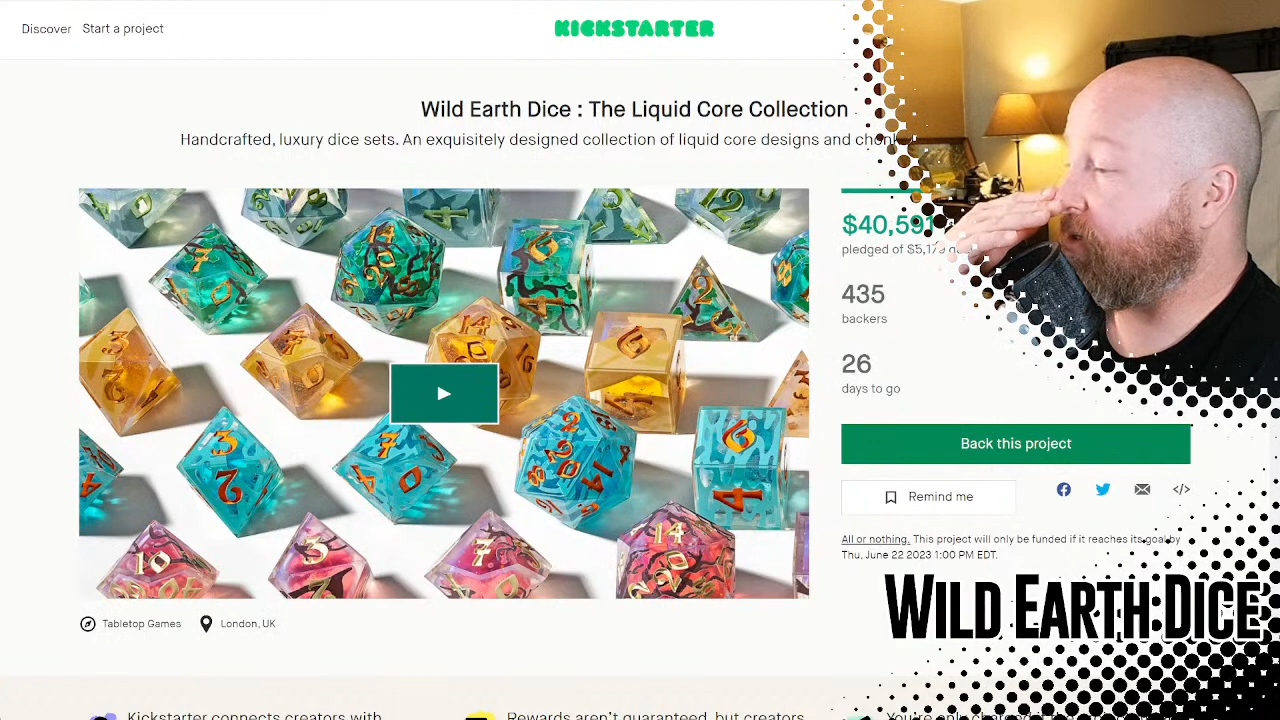 Discover Start a project
KICKSTARTER
Wild Earth Dice : The Liquid Core Collection
Handcrafted, luxury dice sets. An exquisitely designed collection of liquid core designs and
$40,591
pledged of
435
backers
26
days to go
Back this project
Remind me
All or nothing. This project will only be funded if it reaches its goal by
Thu, June 22 2023 1:00 PM EDT.
WILD EARTH DICE
Tabletop Games London, UK
Kickstarter connects creators with
Rewards aren't guaranteed, but creators
You're only